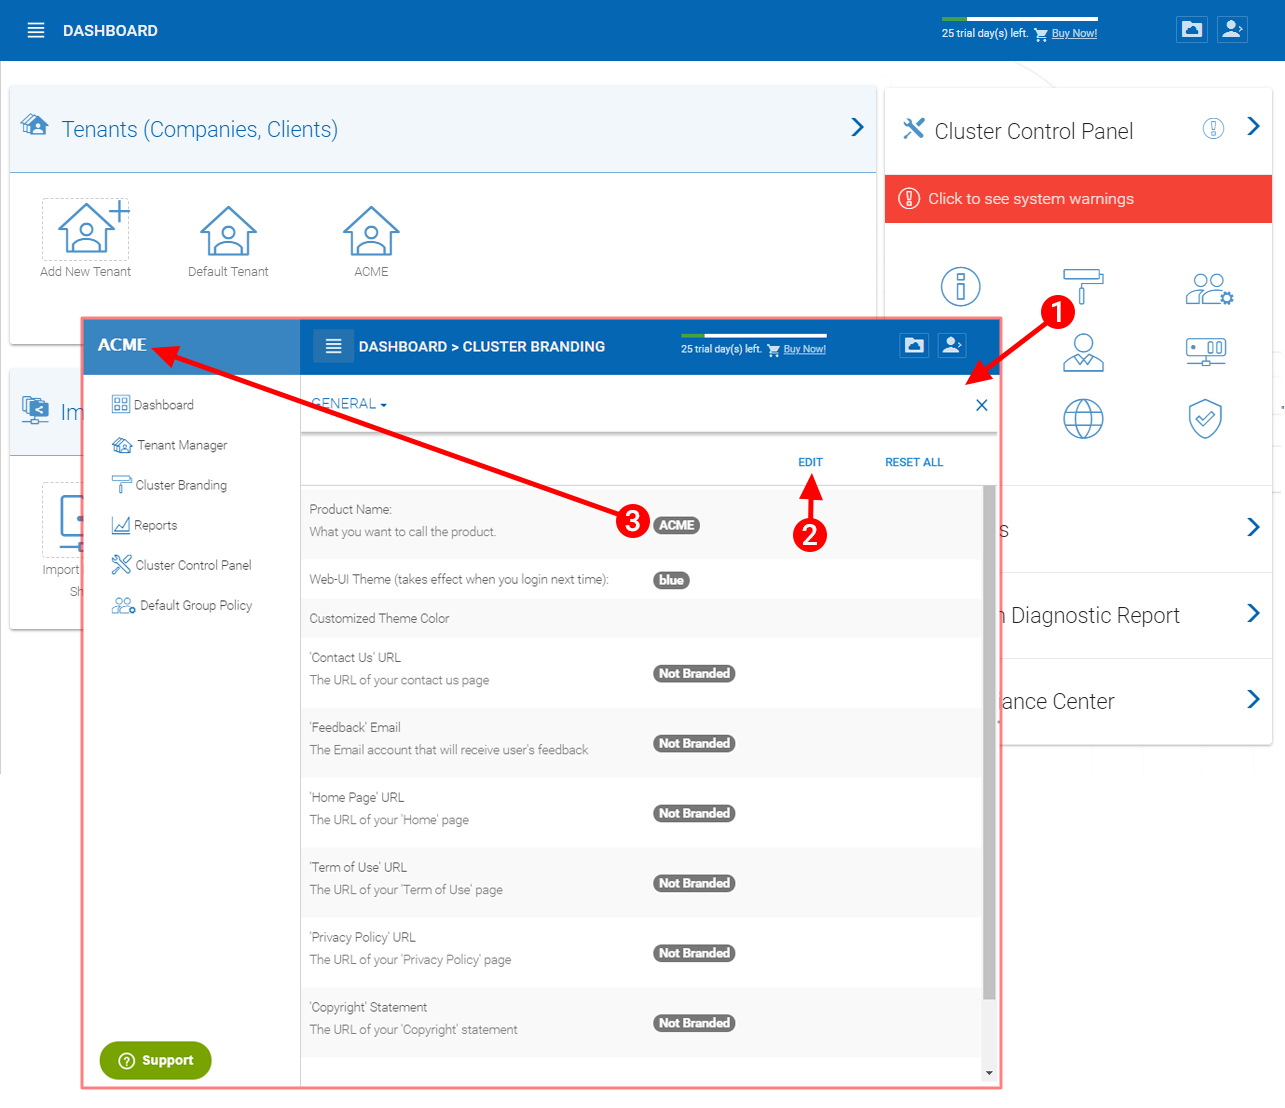 DASHBOARD
25 trial day(s) left. Buy Now!
Tenants (Companies, Clients)
Cluster Control Panel
Click to see system warnings
Add New Tenant
Default Tenant
ACME
1
ACME
DASHBOARD > CLUSTER BRANDING
25 trial day(s) left. Buy Now!
Im
Dashboard
GENERAL
Tenant Manager
EDIT
RESET ALL
Cluster Branding
Product Name:
What you want to call the product.
3
ACME
2
Reports
s
Import
Sh
Cluster Control Panel
Web-UI Theme (takes effect when you login next time):
blue
Default Group Policy
Customized Theme Color
n Diagnostic Report
'Contact Us' URL
The URL of your contact us page
Not Branded
ance Center
'Feedback' Email
The Email account that will receive user's feedback
Not Branded
'Home Page' URL
The URL of your 'Home' page
Not Branded
'Term of Use' URL
The URL of your 'Term of Use' page
Not Branded
'Privacy Policy' URL
The URL of your 'Privacy Policy' page
Not Branded
'Copyright' Statement
The URL of your 'Copyright' statement
Not Branded
Support